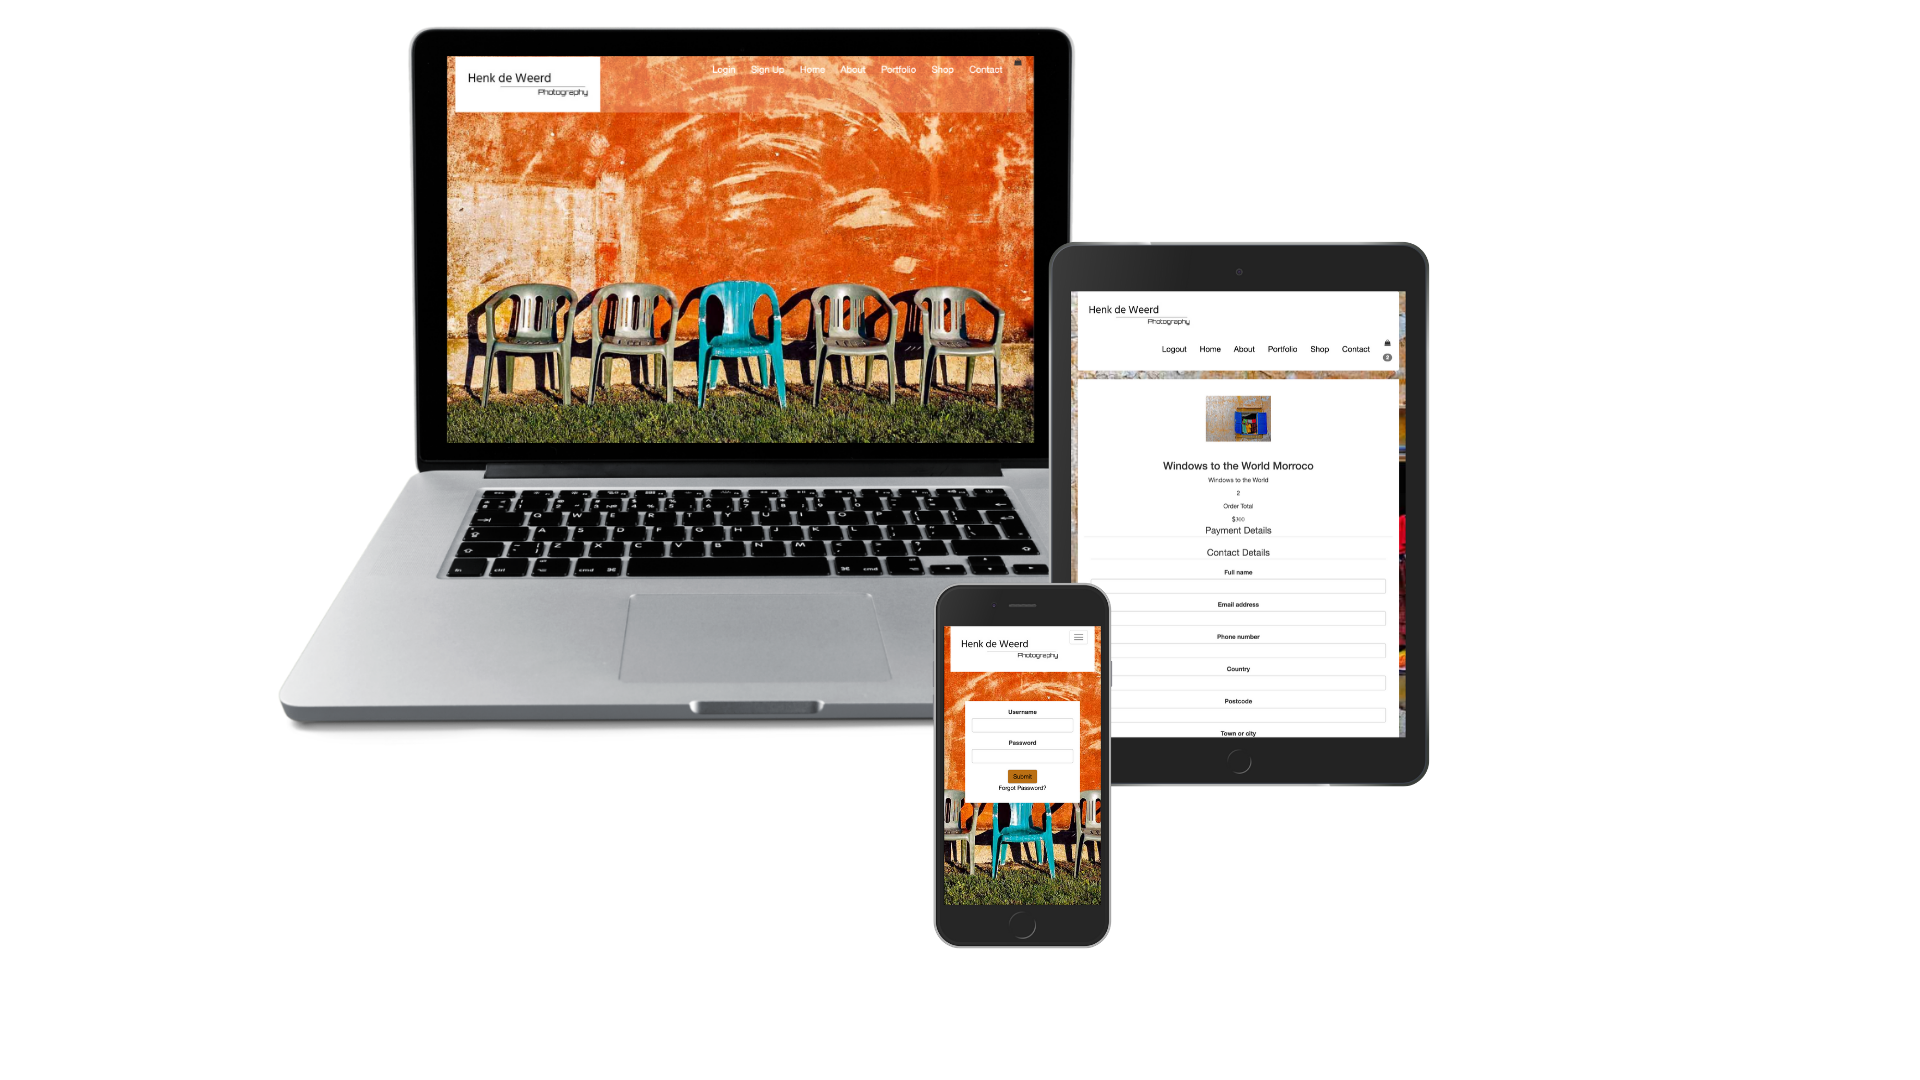 Henk de Weerd
Photography
Login Sign Up Home About Portfolio Shop Contact
Henk de Weerd
Photography
Logout Home About Portfolio Shop Contact
Windows to the World Morroco
Windows to the World
2
Order Total
$300
Payment Details
Contact Details
Full name
Email address
Phone number
Country
Postcode
Town or city
Henk de Weerd
Photography
Username
Password
Submit
Forgot Password?